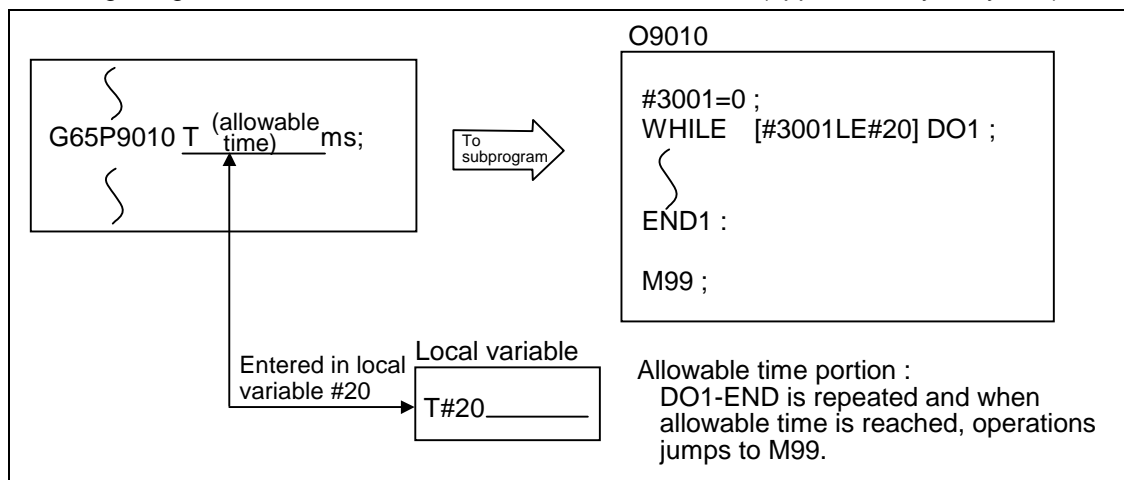 G65P9010 T (allowable time) ms;
To subprogram
O9010
#3001=0 ;
WHILE [#3001LE#20] DO1 ;
END1 :
M99 ;
Entered in local
variable #20
Local variable
T#20
Allowable time portion :
DO1-END is repeated and when
allowable time is reached, operations
jumps to M99.